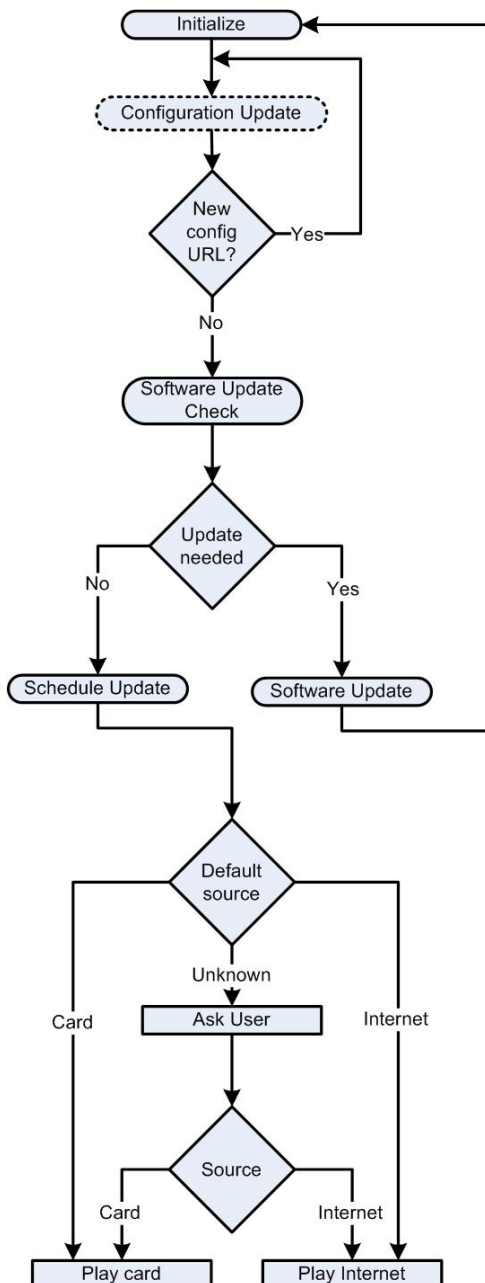 Initialize
Configuration Update
New
config
URL?
Yes
No
Software Update
Check
Update
needed
No
Yes
Schedule Update
Software Update
Default
source
Unknown
Card
Ask User
Internet
Source
Card
Internet
Play card
Play Internet